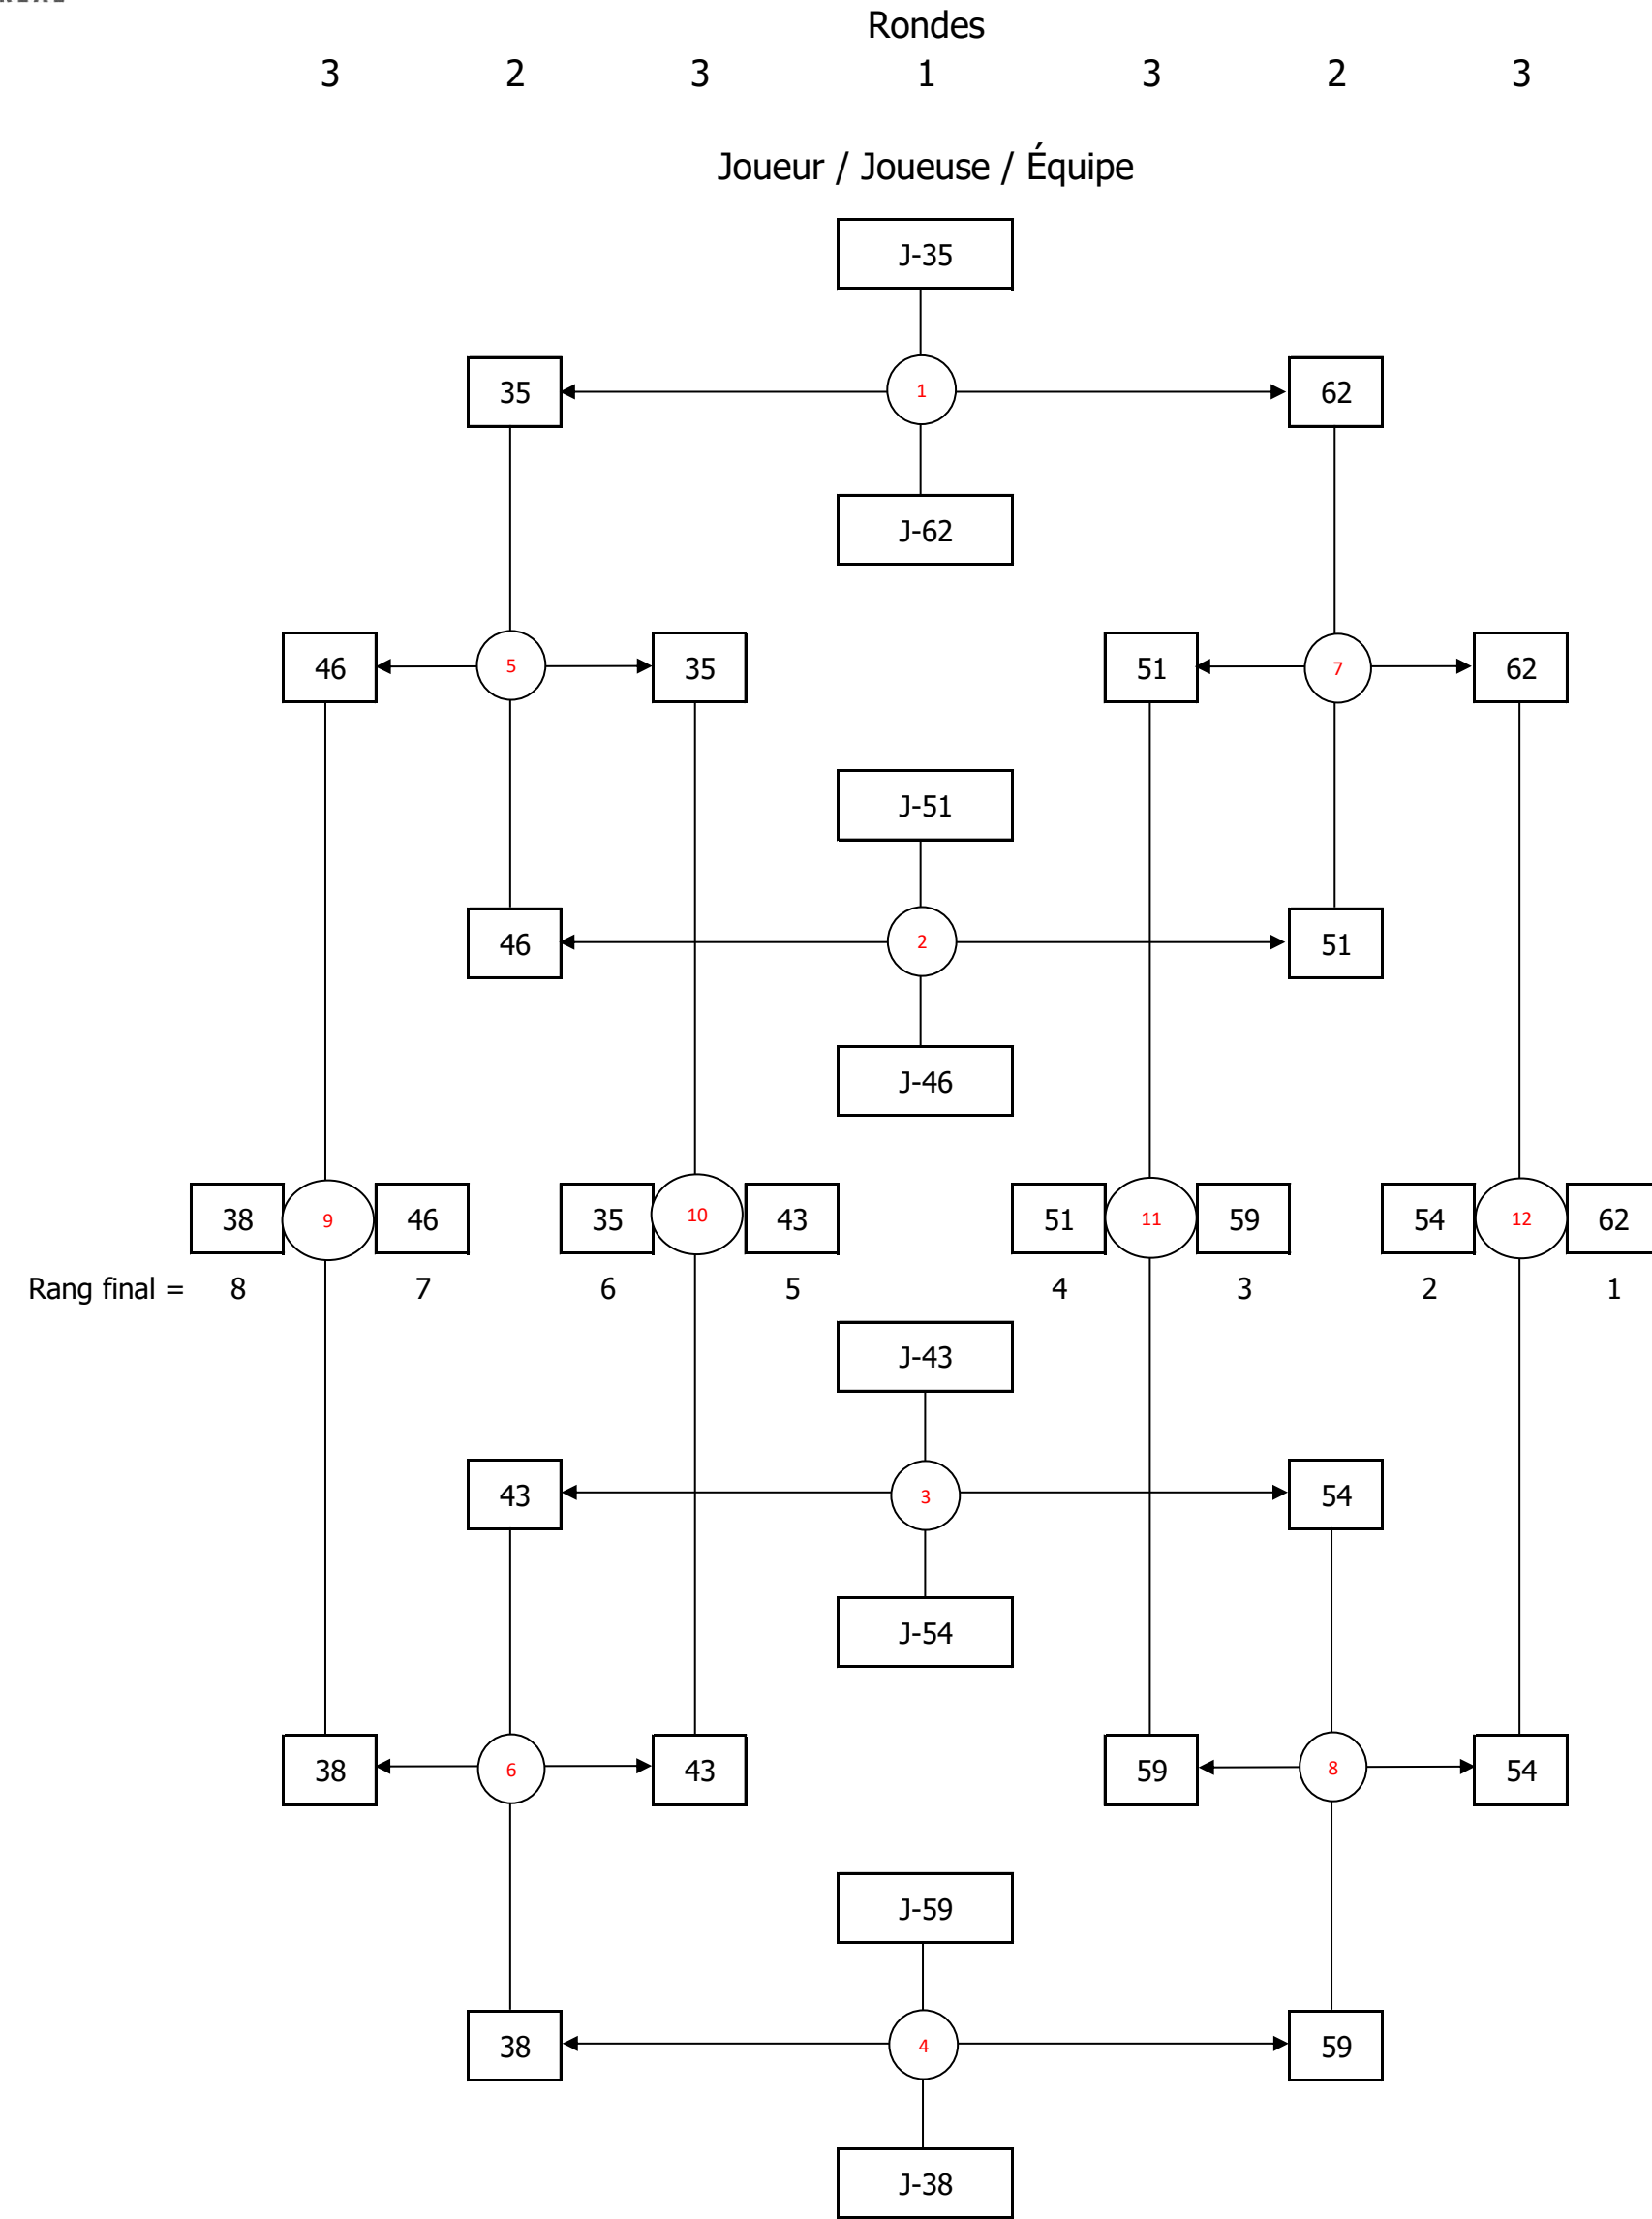 Rondes
3 2 3 1 3 2 3
Joueur / Joueuse / Équipe
J-35
35 1 62
J-62
46 5 35 51 7 62
J-51
46 2 51
J-46
38 9 46 35 10 43 51 11 59 54 12 62
Rang final = 8 7 6 5 4 3 2 1
J-43
43 3 54
J-54
38 6 43 59 8 54
J-59
38 4 59
J-38